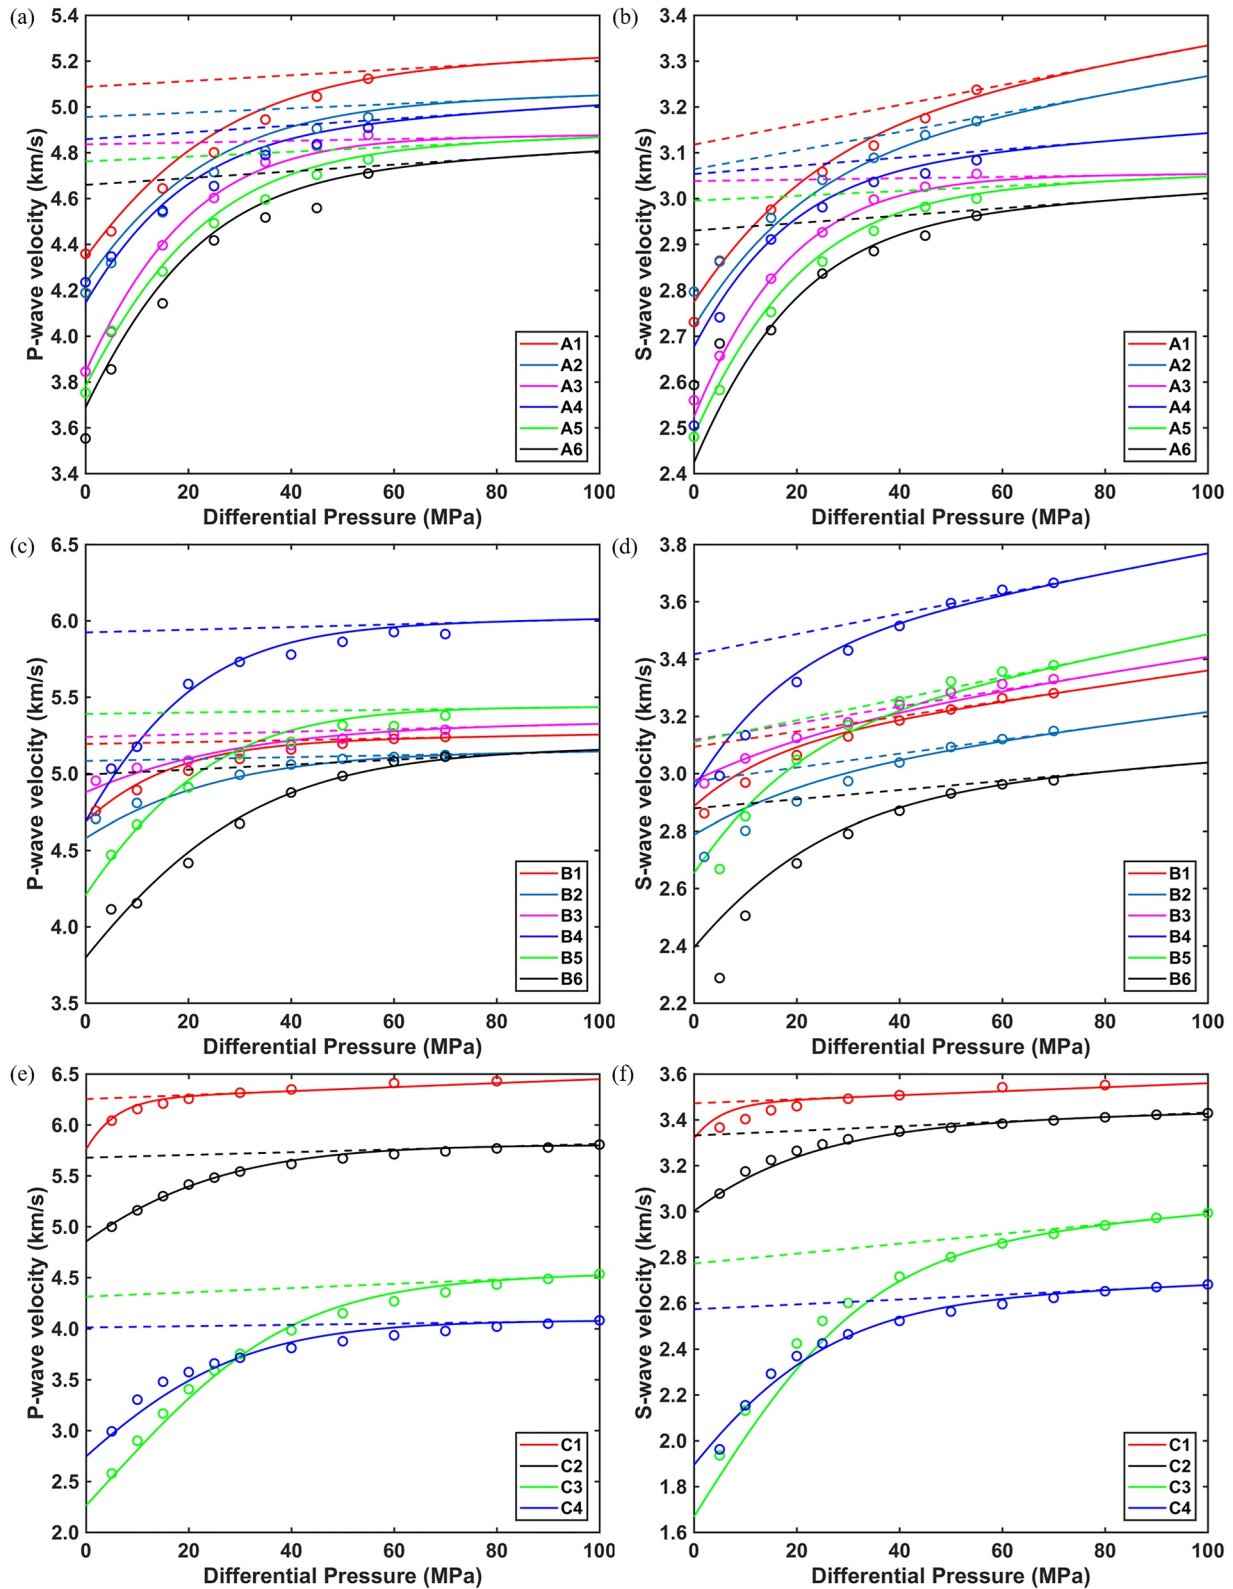 (a)
P-wave velocity (km/s)
5.4
5.2
5.0
4.8
4.6
4.4
4.2
4.0
3.8
3.6
3.4
0 20 40 60 80 100
Differential Pressure (MPa)
A1
A2
A3
A4
A5
A6
(b)
S-wave velocity (km/s)
3.4
3.3
3.2
3.1
3.0
2.9
2.8
2.7
2.6
2.5
2.4
0 20 40 60 80 100
Differential Pressure (MPa)
A1
A2
A3
A4
A5
A6
(c)
P-wave velocity (km/s)
6.5
6.0
5.5
5.0
4.5
4.0
3.5
0 20 40 60 80 100
Differential Pressure (MPa)
B1
B2
B3
B4
B5
B6
(d)
S-wave velocity (km/s)
3.8
3.6
3.4
3.2
3.0
2.8
2.6
2.4
2.2
0 20 40 60 80 100
Differential Pressure (MPa)
B1
B2
B3
B4
B5
B6
(e)
P-wave velocity (km/s)
6.5
6.0
5.5
5.0
4.5
4.0
3.5
3.0
2.5
2.0
0 20 40 60 80 100
Differential Pressure (MPa)
C1
C2
C3
C4
(f)
S-wave velocity (km/s)
3.6
3.4
3.2
3.0
2.8
2.6
2.4
2.2
2.0
1.8
1.6
0 20 40 60 80 100
Differential Pressure (MPa)
C1
C2
C3
C4